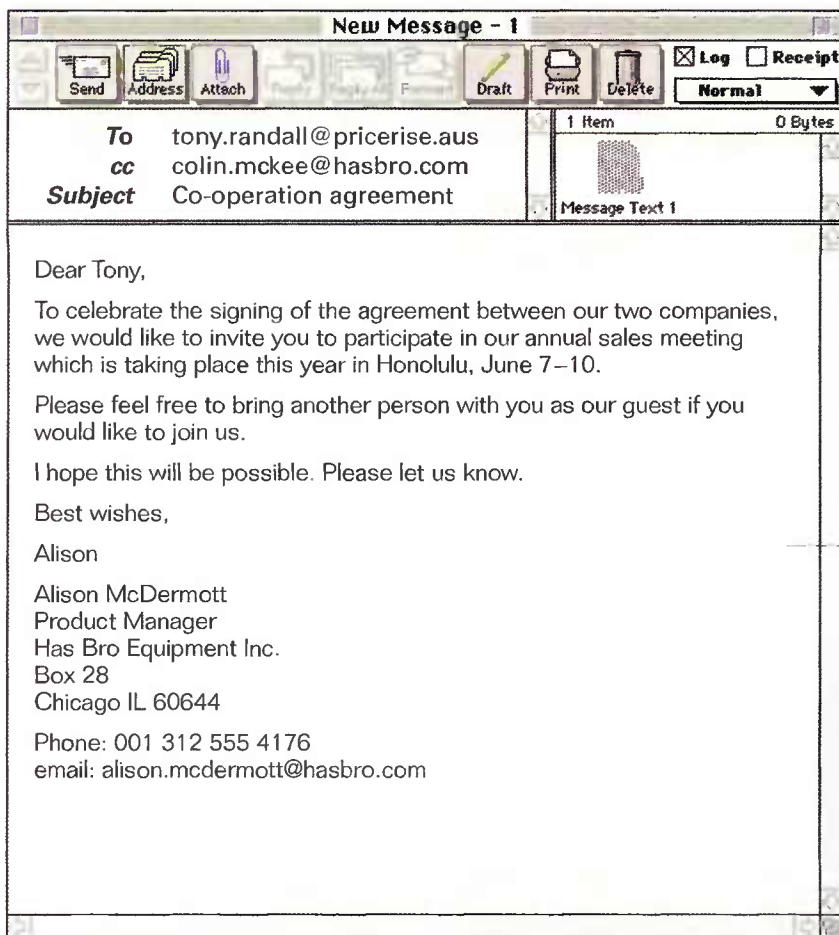 New Message - 1
Send Address Attach Draft Print Delete
Log Receipt
Normal
To tony.randall@pricerise.aus
cc colin.mckee@hasbro.com
Subject Co-operation agreement
1 Item 0 Bytes
Message Text 1
Dear Tony,
To celebrate the signing of the agreement between our two companies,
we would like to invite you to participate in our annual sales meeting
which is taking place this year in Honolulu, June 7–10.
Please feel free to bring another person with you as our guest if you
would like to join us.
I hope this will be possible. Please let us know.
Best wishes,
Alison
Alison McDermott
Product Manager
Has Bro Equipment Inc.
Box 28
Chicago IL 60644
Phone: 001 312 555 4176
email: alison.mcdermott@hasbro.com